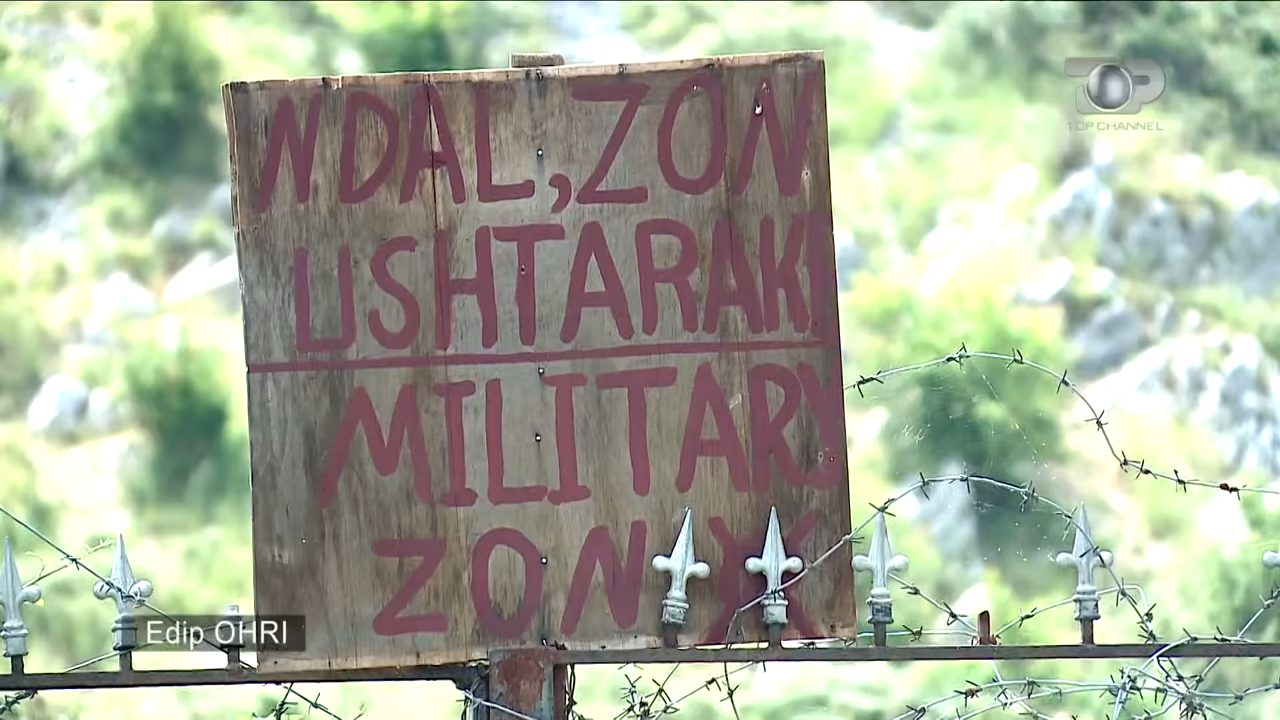 TOP CHANNEL
NDAL, ZON
USHTARAK
MILITARY
ZON
Edip OHRI